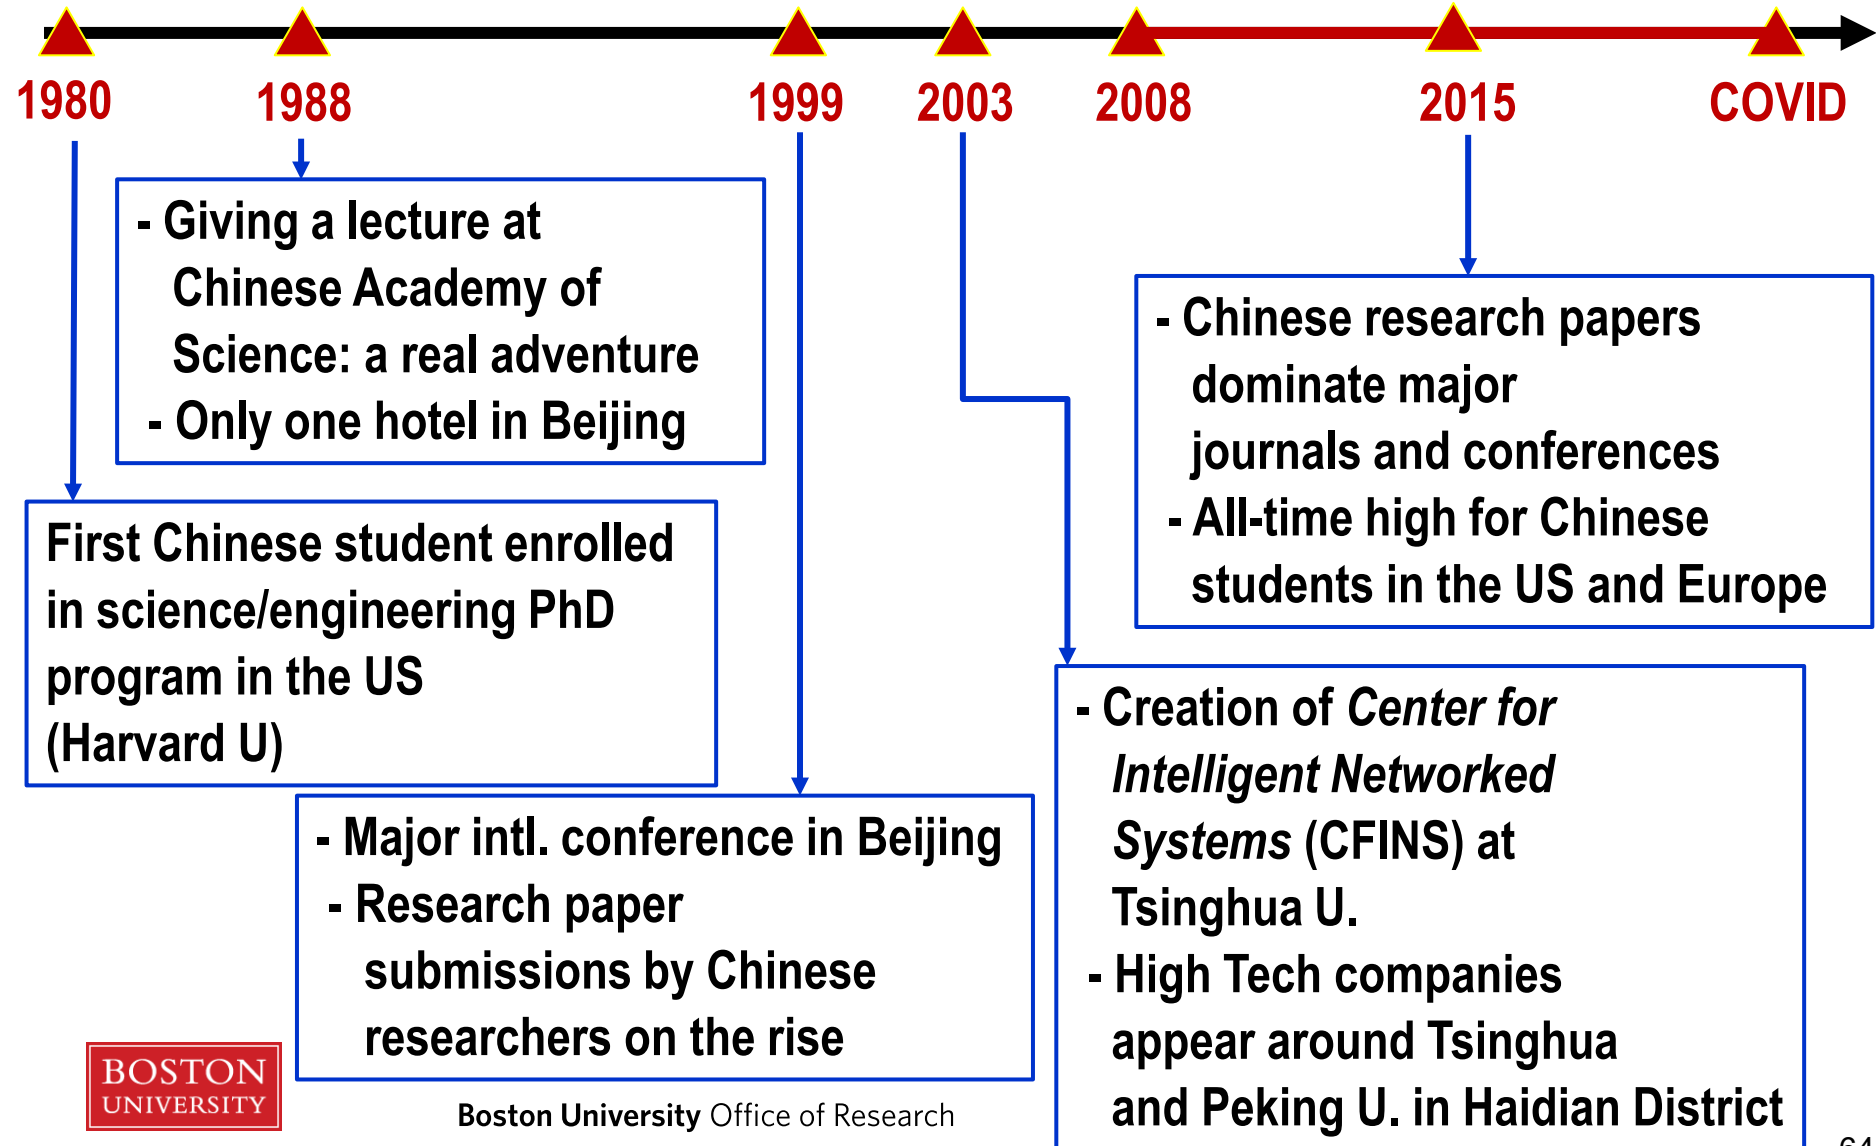 1980 1988 1999 2003 2008 2015 COVID
- Giving a lecture at
Chinese Academy of
Science: a real adventure
- Only one hotel in Beijing
First Chinese student enrolled
in science/engineering PhD
program in the US
(Harvard U)
- Major intl. conference in Beijing
- Research paper
submissions by Chinese
researchers on the rise
- Chinese research papers
dominate major
journals and conferences
- All-time high for Chinese
students in the US and Europe
- Creation of Center for
Intelligent Networked
Systems (CFINS) at
Tsinghua U.
- High Tech companies
appear around Tsinghua
and Peking U. in Haidian District
BOSTON
UNIVERSITY
Boston University Office of Research